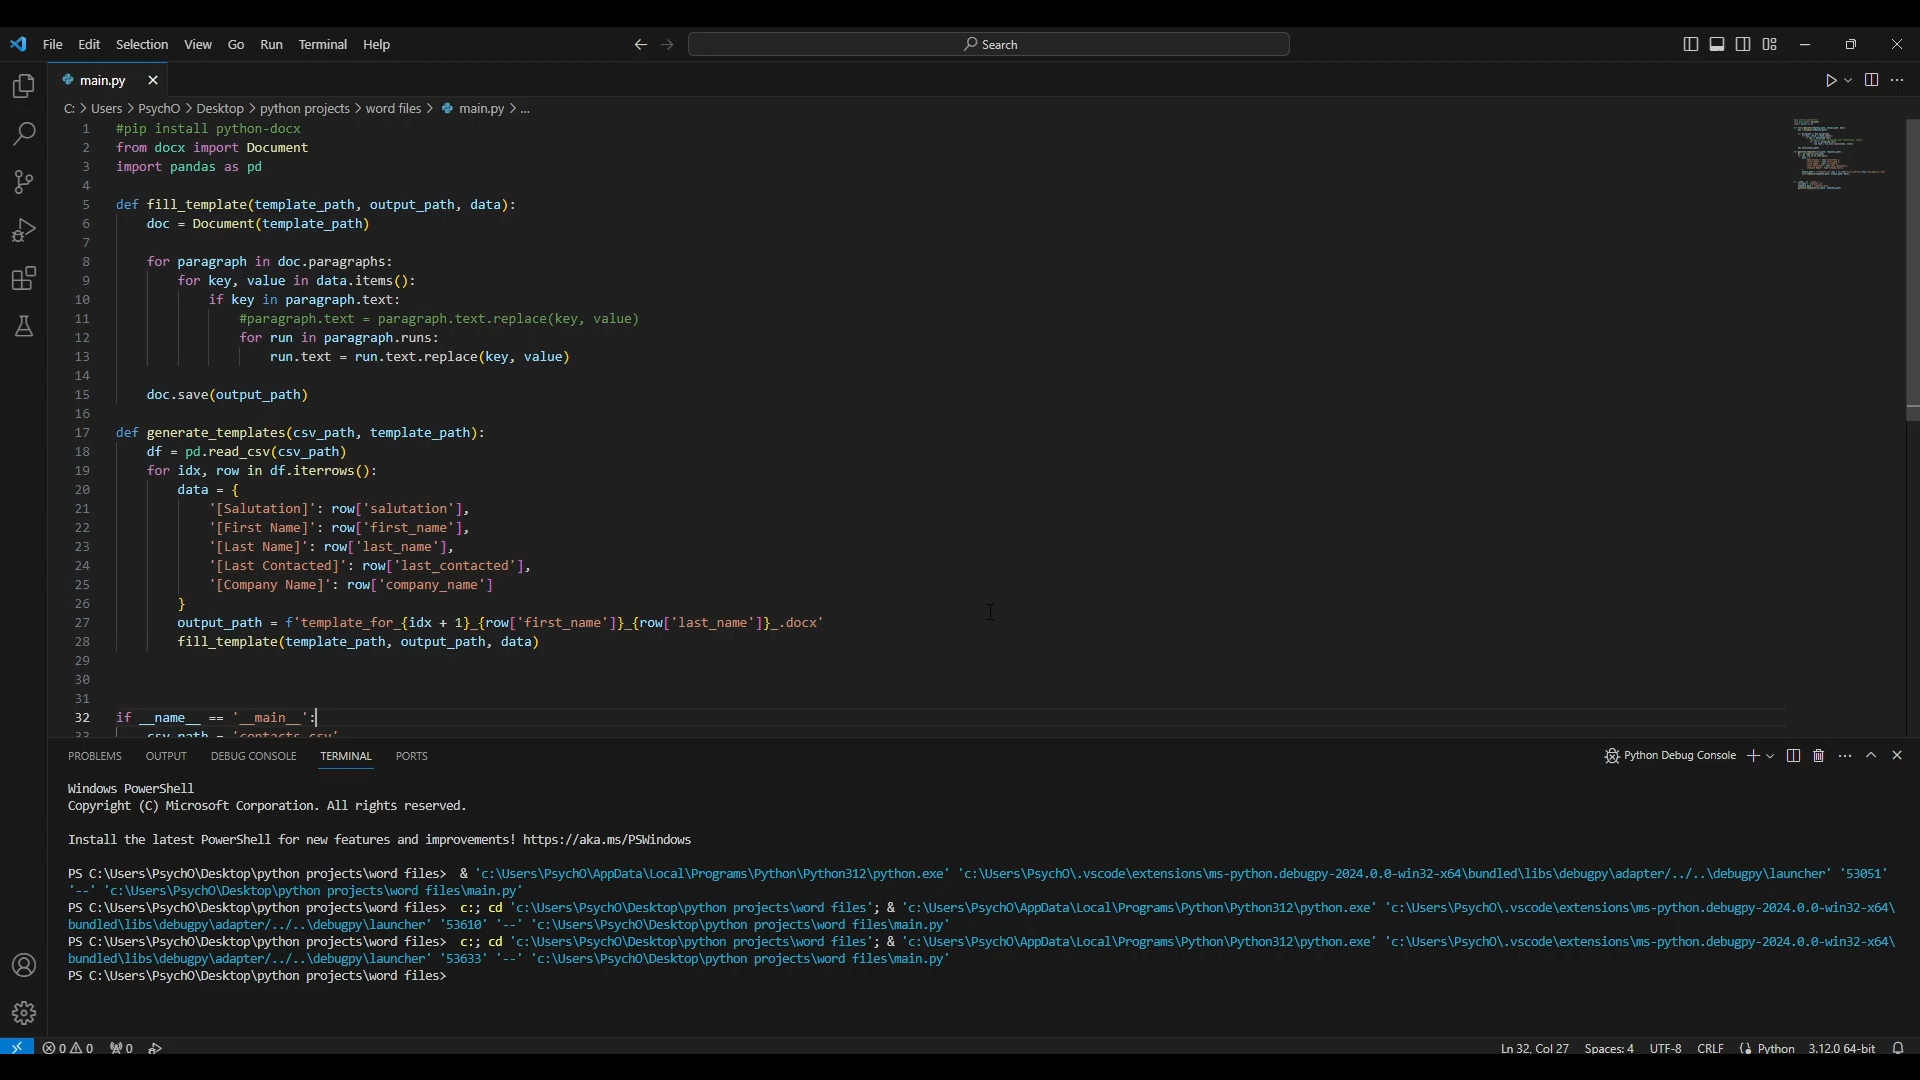 File Edit Selection View Go Run Terminal Help
Search
main.py
C: > Users > PsychO > Desktop > python projects > word files > main.py > ...
1 #pip install python-docx
2 from docx import Document
3 import pandas as pd
4
5 def fill_template(template_path, output_path, data):
6 doc = Document(template_path)
7
8 for paragraph in doc.paragraphs:
9 for key, value in data.items():
10 if key in paragraph.text:
11 #paragraph.text = paragraph.text.replace(key, value)
12 for run in paragraph.runs:
13 run.text = run.text.replace(key, value)
14
15 doc.save(output_path)
16
17 def generate_templates(csv_path, template_path):
18 df = pd.read_csv(csv_path)
19 for idx, row in df.iterrows():
20 data = {
21 '[Salutation]': row['salutation'],
22 '[First Name]': row['first_name'],
23 '[Last Name]': row['last_name'],
24 '[Last Contacted]': row['last_contacted'],
25 '[Company Name]': row['company_name']
26 }
27 output_path = f'template_for_{idx + 1}_{row['first_name']}_{row['last_name']}_.docx'
28 fill_template(template_path, output_path, data)
29
30
31
32 if __name__ == '__main__':
33 csv_path = 'contacts.csv'
PROBLEMS OUTPUT DEBUG CONSOLE TERMINAL PORTS
Python Debug Console
Windows PowerShell
Copyright (C) Microsoft Corporation. All rights reserved.
Install the latest PowerShell for new features and improvements! https://aka.ms/PSWindows
PS C:\Users\PsychO\Desktop\python projects\word files> & 'c:\Users\PsychO\AppData\Local\Programs\Python\Python312\python.exe' 'c:\Users\PsychO\.vscode\extensions\ms-python.debugpy-2024.0.0-win32-x64\bundled\libs\debugpy\adapter/../..\debugpy\launcher' '53051'
'--' 'c:\Users\PsychO\Desktop\python projects\word files\main.py'
PS C:\Users\PsychO\Desktop\python projects\word files> c:; cd 'c:\Users\PsychO\Desktop\python projects\word files'; & 'c:\Users\PsychO\AppData\Local\Programs\Python\Python312\python.exe' 'c:\Users\PsychO\.vscode\extensions\ms-python.debugpy-2024.0.0-win32-x64\
bundled\libs\debugpy\adapter/../..\debugpy\launcher' '53610' '--' 'c:\Users\PsychO\Desktop\python projects\word files\main.py'
PS C:\Users\PsychO\Desktop\python projects\word files> c:; cd 'c:\Users\PsychO\Desktop\python projects\word files'; & 'c:\Users\PsychO\AppData\Local\Programs\Python\Python312\python.exe' 'c:\Users\PsychO\.vscode\extensions\ms-python.debugpy-2024.0.0-win32-x64\
bundled\libs\debugpy\adapter/../..\debugpy\launcher' '53633' '--' 'c:\Users\PsychO\Desktop\python projects\word files\main.py'
PS C:\Users\PsychO\Desktop\python projects\word files>
0 0 0 Ln 32, Col 27 Spaces: 4 UTF-8 CRLF Python 3.12.0 64-bit